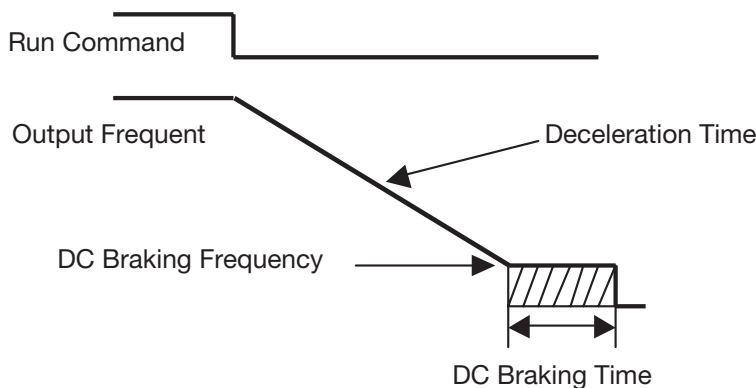 Run Command
Output Frequent
Deceleration Time
DC Braking Frequency
DC Braking Time